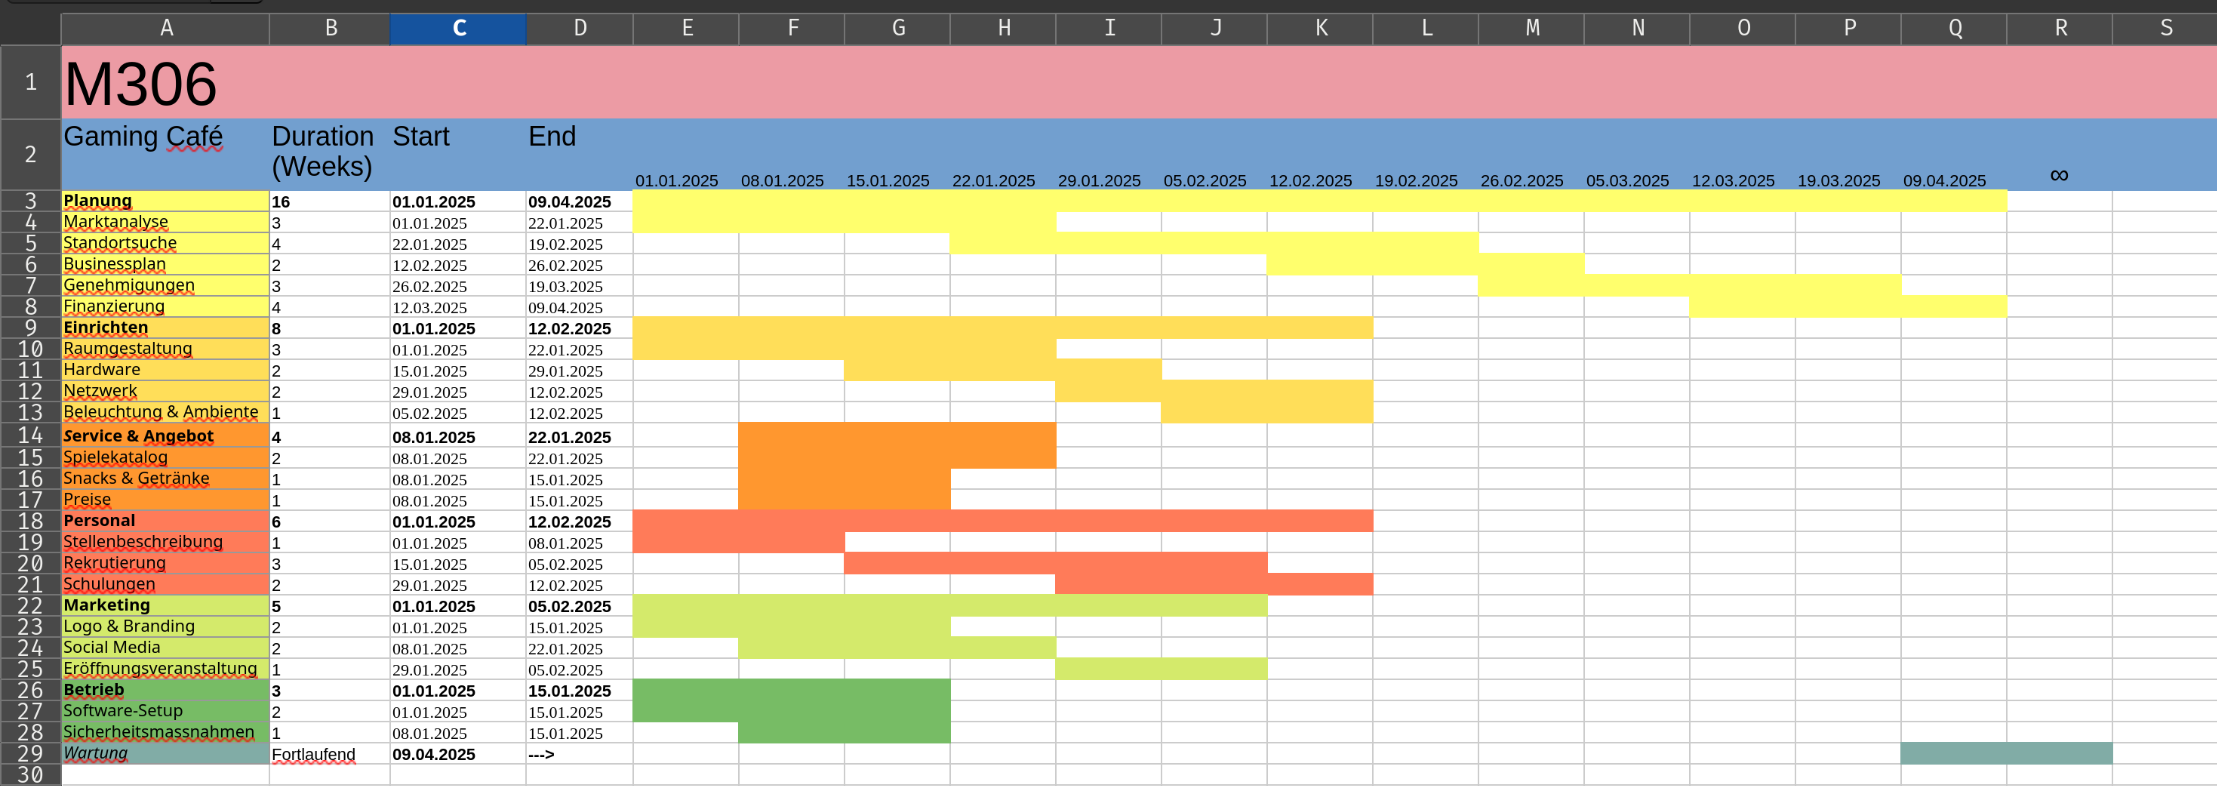 A B C D E F G H I J K L M N O P Q R S
1 M306
2 Gaming Café Duration (Weeks) Start End 01.01.2025 08.01.2025 15.01.2025 22.01.2025 29.01.2025 05.02.2025 12.02.2025 19.02.2025 26.02.2025 05.03.2025 12.03.2025 19.03.2025 09.04.2025 ∞
3 Planung 16 01.01.2025 09.04.2025
4 Marktanalyse 3 01.01.2025 22.01.2025
5 Standortsuche 4 22.01.2025 19.02.2025
6 Businessplan 2 12.02.2025 26.02.2025
7 Genehmigungen 3 26.02.2025 19.03.2025
8 Finanzierung 4 12.03.2025 09.04.2025
9 Einrichten 8 01.01.2025 12.02.2025
10 Raumgestaltung 3 01.01.2025 22.01.2025
11 Hardware 2 15.01.2025 29.01.2025
12 Netzwerk 2 29.01.2025 12.02.2025
13 Beleuchtung & Ambiente 1 05.02.2025 12.02.2025
14 Service & Angebot 4 08.01.2025 22.01.2025
15 Spielekatalog 2 08.01.2025 22.01.2025
16 Snacks & Getränke 1 08.01.2025 15.01.2025
17 Preise 1 08.01.2025 15.01.2025
18 Personal 6 01.01.2025 12.02.2025
19 Stellenbeschreibung 1 01.01.2025 08.01.2025
20 Rekrutierung 3 15.01.2025 05.02.2025
21 Schulungen 2 29.01.2025 12.02.2025
22 Marketing 5 01.01.2025 05.02.2025
23 Logo & Branding 2 01.01.2025 15.01.2025
24 Social Media 2 08.01.2025 22.01.2025
25 Eröffnungsveranstaltung 1 29.01.2025 05.02.2025
26 Betrieb 3 01.01.2025 15.01.2025
27 Software-Setup 2 01.01.2025 15.01.2025
28 Sicherheitsmassnahmen 1 08.01.2025 15.01.2025
29 Wartung Fortlaufend 09.04.2025 --->
30